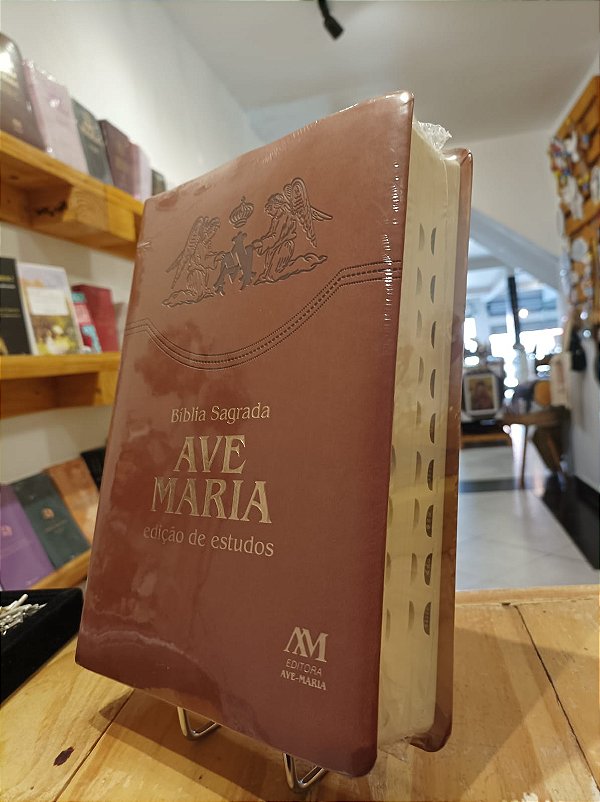 Bíblia Sagrada
AVE
MARIA
edição de estudos
AM
EDITORA
AVE-MARIA